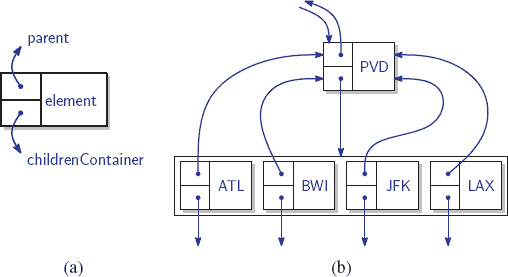 parent
element
childrenContainer
(a)
PVD
ATL
BWI
JFK
LAX
(b)